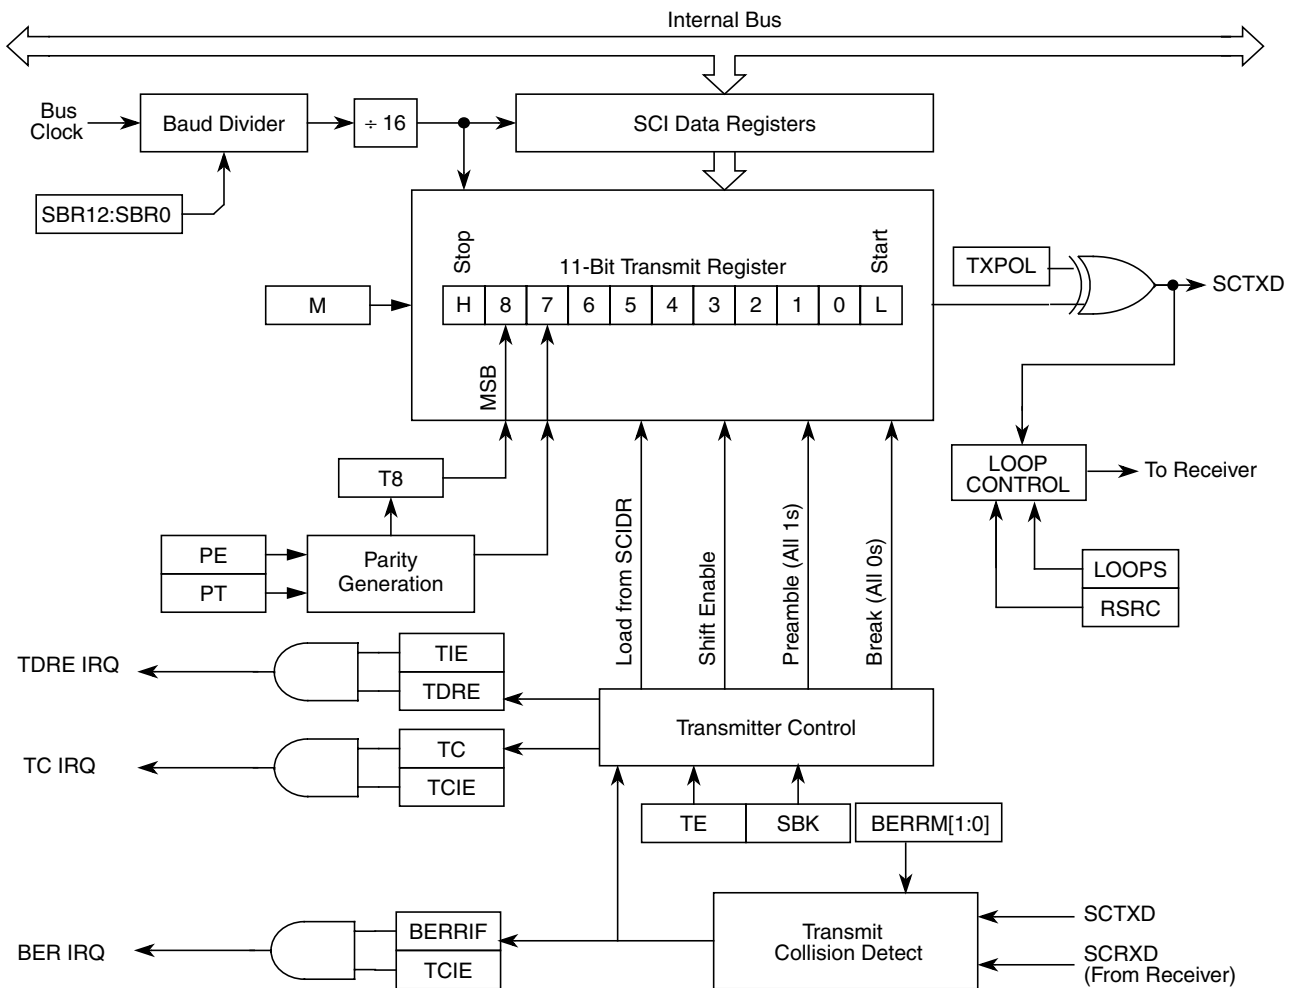 Internal Bus
Bus
Clock
Baud Divider
÷ 16
SCI Data Registers
SBR12:SBR0
Stop
11-Bit Transmit Register
Start
M
H 8 7 6 5 4 3 2 1 0 L
MSB
TXPOL
SCTXD
LOOP
CONTROL
To Receiver
LOOPS
RSRC
T8
PE
PT
Parity
Generation
Load from SCIDR
Shift Enable
Preamble (All 1s)
Break (All 0s)
TDRE IRQ
TIE
TDRE
TC IRQ
TC
TCIE
Transmitter Control
TE
SBK
BERRM[1:0]
BER IRQ
BERRIF
TCIE
Transmit
Collision Detect
SCTXD
SCRXD
(From Receiver)